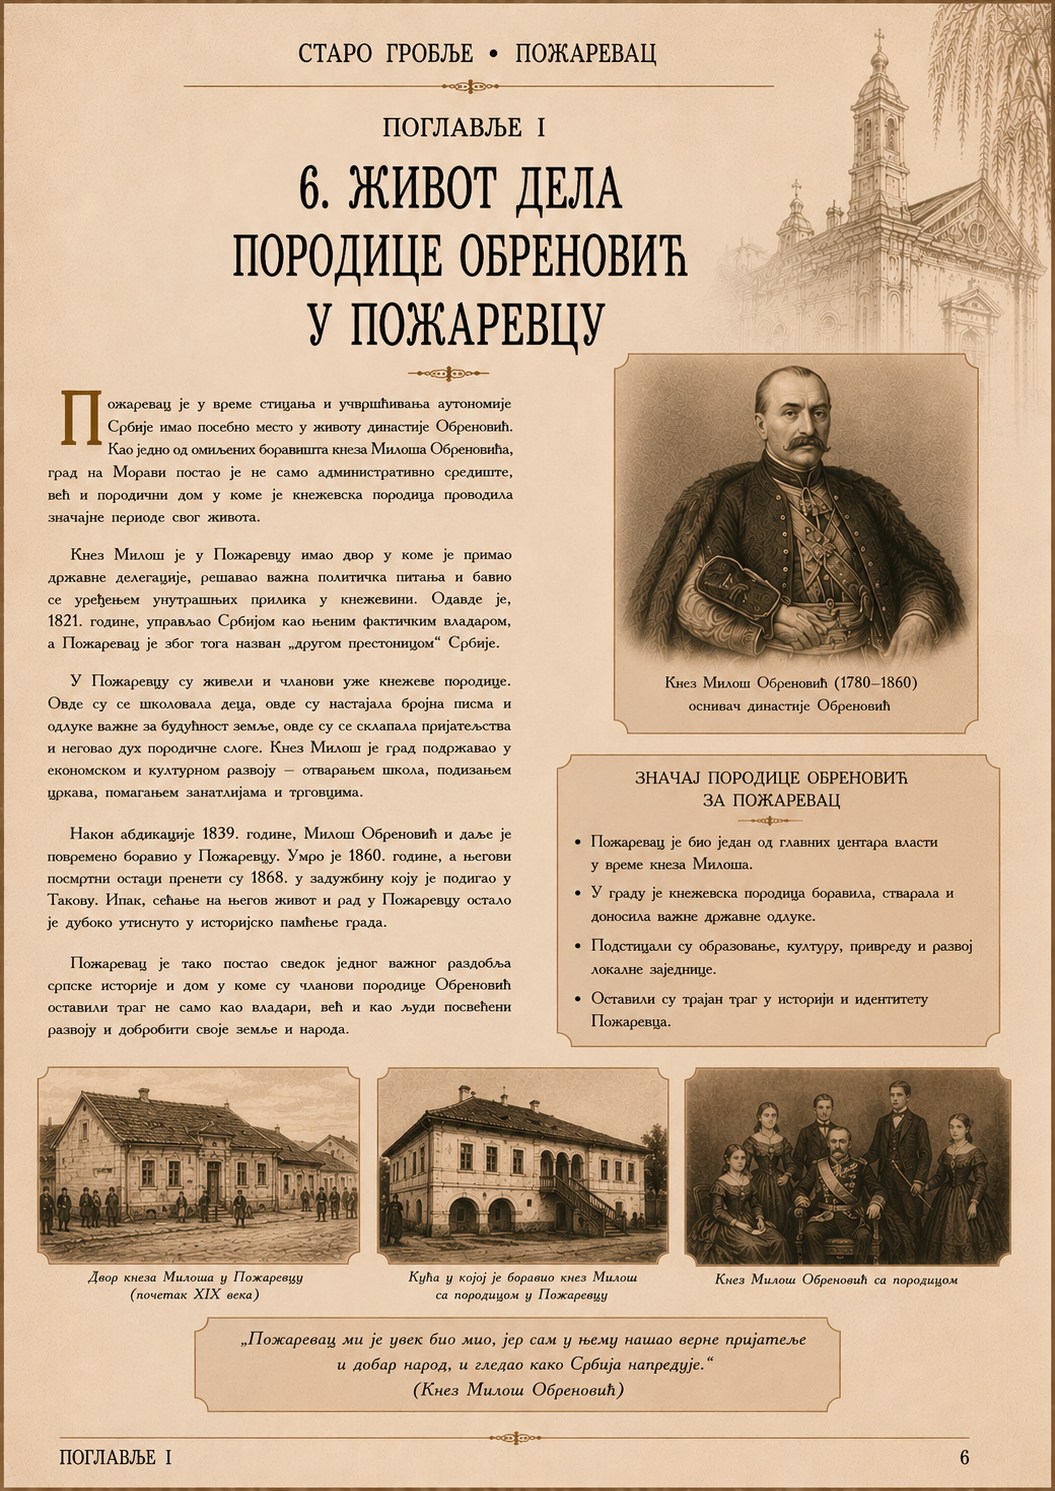 СТАРО ГРОБЉЕ • ПОЖАРЕВАЦ
ПОГЛАВЉЕ I
6. ЖИВОТ ДЕЛА
ПОРОДИЦЕ ОБРЕНОВИЋ
У ПОЖАРЕВЦУ
Пожаревац је у време стицања и учвршћивања аутономије
Србије имао посебно место у животу династије Обреновић.
Као једно од омиљених боравишта кнеза Милоша Обреновића,
град на Морави постао је не само административно средиште,
већ и породични дом у коме је кнежевска породица проводила
значајне периоде свог живота.
Кнез Милош је у Пожаревцу имао двор у коме је примао
државне делегације, решавао важна политичка питања и бавио
се уређењем унутрашњих прилика у кнежевини. Одавде је,
1821. године, управљао Србијом као њеним фактичким владаром,
а Пожаревац је због тога назван „другом престоницом“ Србије.
У Пожаревцу су живели и чланови уже кнежеве породице.
Овде су се школовала деца, овде су настајала бројна писма и
одлуке важне за будућност земље, овде су се склапала пријатељства
и неговао дух породичне слоге. Кнез Милош је град подржавао у
економском и културном развоју – отварањем школа, подизањем
цркава, помагањем занатлијама и трговцима.
Након абдикације 1839. године, Милош Обреновић и даље је
повремено боравио у Пожаревцу. Умро је 1860. године, а његови
посмртни остаци пренети су 1868. у задужбину коју је подигао у
Такову. Ипак, сећање на његов живот и рад у Пожаревцу остало
је дубоко утиснуто у историјско памћење града.
Пожаревац је тако постао сведок једног важног раздобља
српске историје и дом у коме су чланови породице Обреновић
оставили траг не само као владари, већ и као људи посвећени
развоју и добробити своје земље и народа.
Кнез Милош Обреновић (1780–1860)
оснивач династије Обреновић
ЗНАЧАЈ ПОРОДИЦЕ ОБРЕНОВИЋ
ЗА ПОЖАРЕВАЦ
• Пожаревац је био један од главних центара власти
у време кнеза Милоша.
• У граду је кнежевска породица боравила, стварала и
доносила важне државне одлуке.
• Подстицали су образовање, културу, привреду и развој
локалне заједнице.
• Оставили су трајан траг у историји и идентитету
Пожаревца.
Двор кнеза Милоша у Пожаревцу
(почетак XIX века)
Кућа у којој је боравио кнез Милош
са породицом у Пожаревцу
Кнез Милош Обреновић са породицом
„Пожаревац ми је увек био мио, јер сам у њему нашао верне пријатеље
и добар народ, и гледао како Србија напредује.“
(Кнез Милош Обреновић)
ПОГЛАВЉЕ I
6